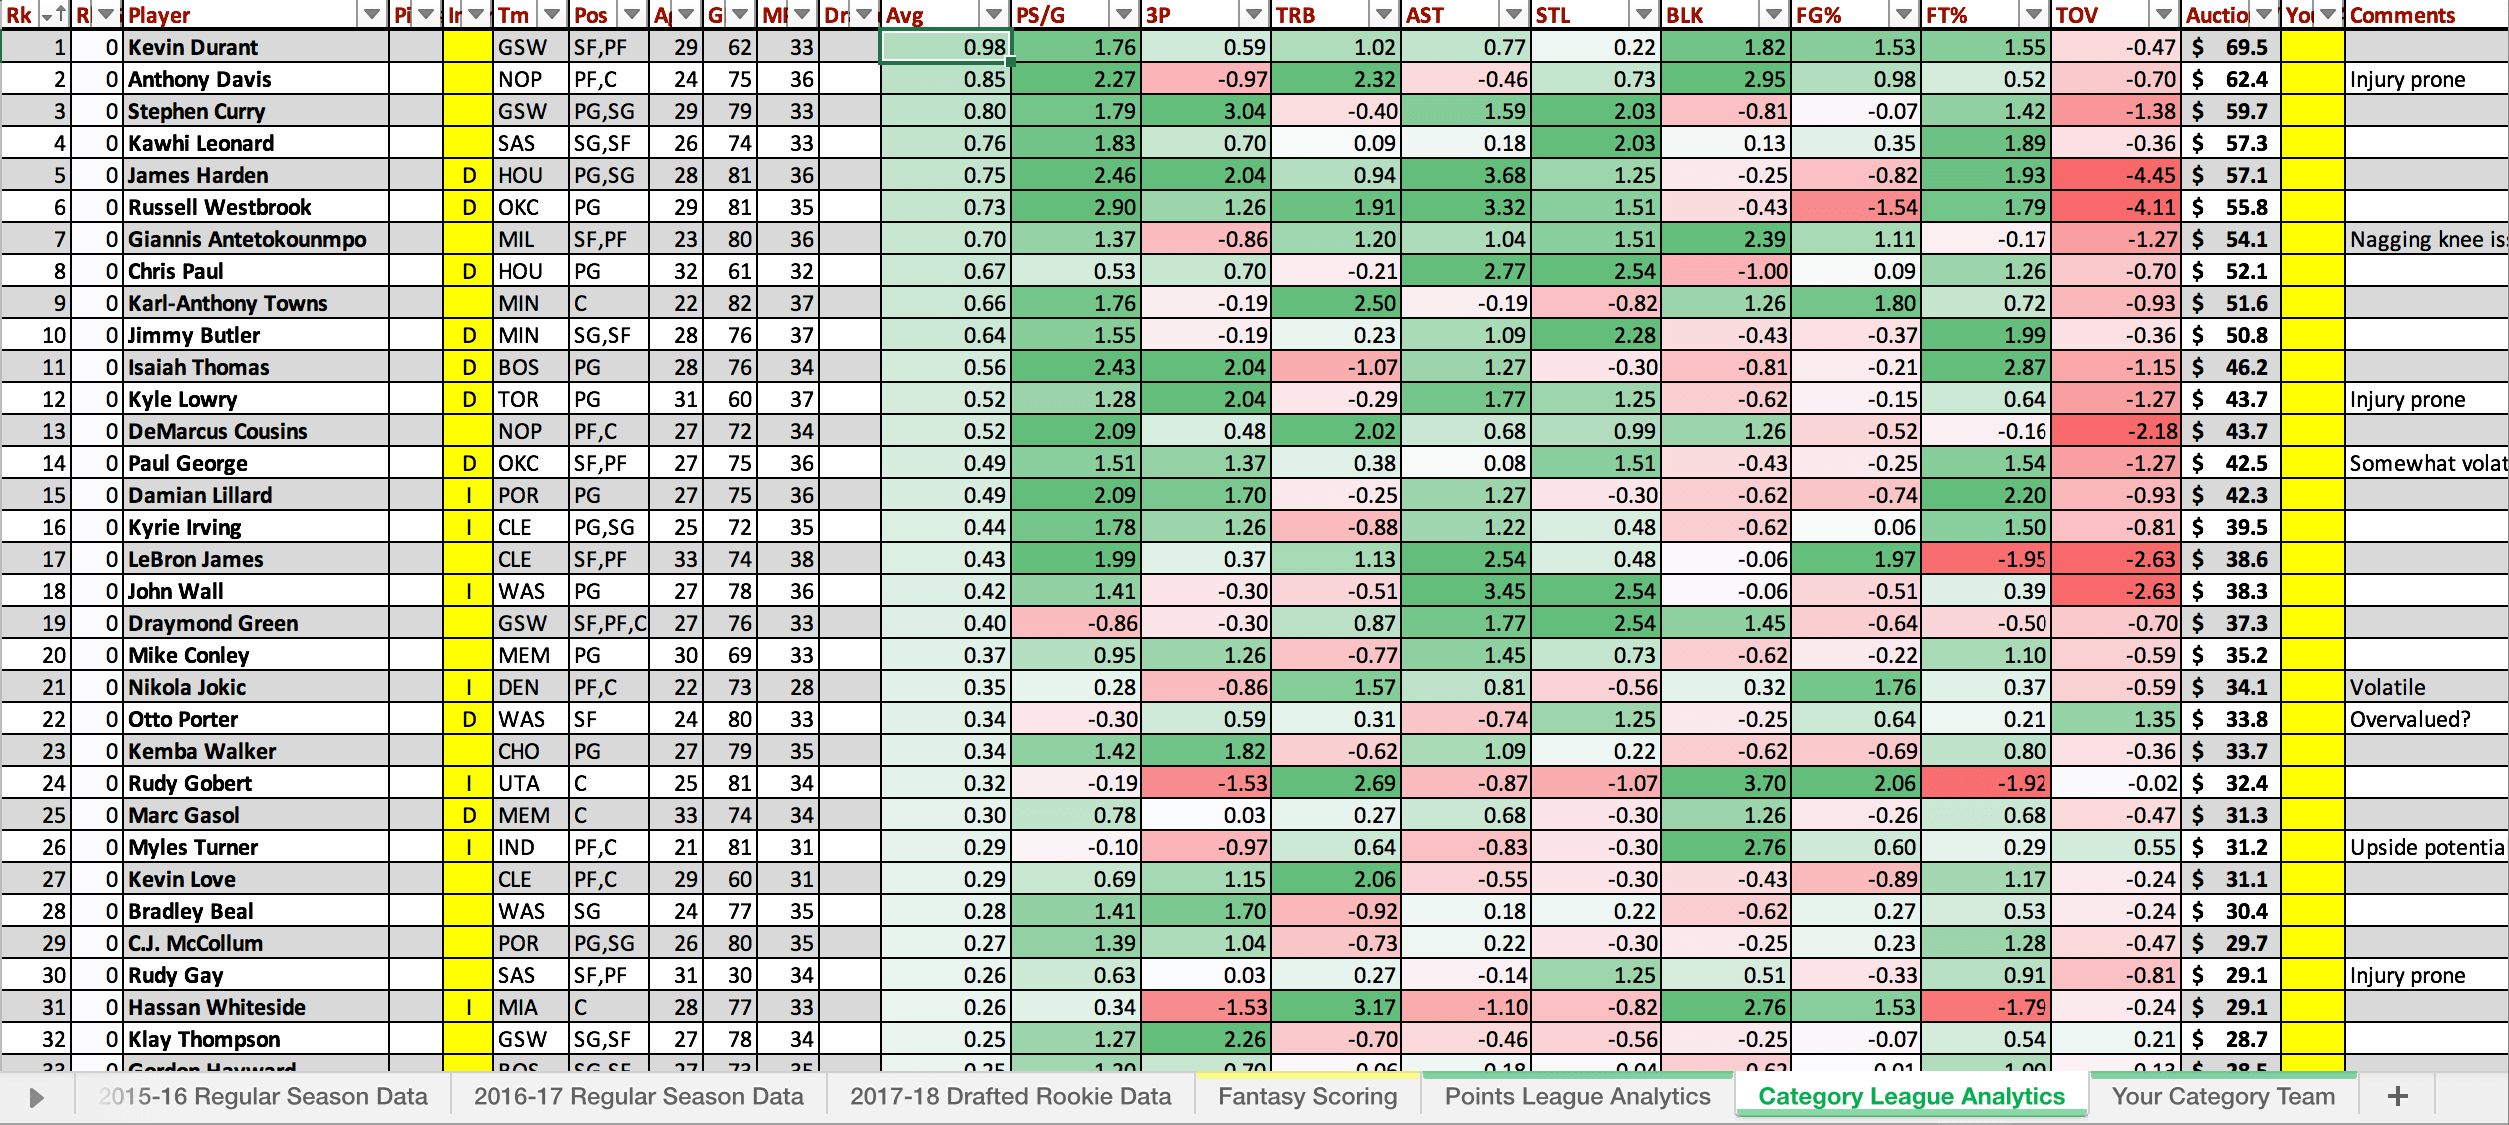 Rk R Player Pi In Tm Pos Ag G MP Dr Avg PS/G 3P TRB AST STL BLK FG% FT% TOV Auctio You Comments
1 0 Kevin Durant GSW SF,PF 29 62 33 0.98 1.76 0.59 1.02 0.77 0.22 1.82 1.53 1.55 -0.47 $ 69.5
2 0 Anthony Davis NOP PF,C 24 75 36 0.85 2.27 -0.97 2.32 -0.46 0.73 2.95 0.98 0.52 -0.70 $ 62.4 Injury prone
3 0 Stephen Curry GSW PG,SG 29 79 33 0.80 1.79 3.04 -0.40 1.59 2.03 -0.81 -0.07 1.42 -1.38 $ 59.7
4 0 Kawhi Leonard SAS SG,SF 26 74 33 0.76 1.83 0.70 0.09 0.18 2.03 0.13 0.35 1.89 -0.36 $ 57.3
5 0 James Harden D HOU PG,SG 28 81 36 0.75 2.46 2.04 0.94 3.68 1.25 -0.25 -0.82 1.93 -4.45 $ 57.1
6 0 Russell Westbrook D OKC PG 29 81 35 0.73 2.90 1.26 1.91 3.32 1.51 -0.43 -1.54 1.79 -4.11 $ 55.8
7 0 Giannis Antetokounmpo MIL SF,PF 23 80 36 0.70 1.37 -0.86 1.20 1.04 1.51 2.39 1.11 -0.17 -1.27 $ 54.1 Nagging knee is
8 0 Chris Paul D HOU PG 32 61 32 0.67 0.53 0.70 -0.21 2.77 2.54 -1.00 0.09 1.26 -0.70 $ 52.1
9 0 Karl-Anthony Towns MIN C 22 82 37 0.66 1.76 -0.19 2.50 -0.19 -0.82 1.26 1.80 0.72 -0.93 $ 51.6
10 0 Jimmy Butler D MIN SG,SF 28 76 37 0.64 1.55 -0.19 0.23 1.09 2.28 -0.43 -0.37 1.99 -0.36 $ 50.8
11 0 Isaiah Thomas D BOS PG 28 76 34 0.56 2.43 2.04 -1.07 1.27 -0.30 -0.81 -0.21 2.87 -1.15 $ 46.2
12 0 Kyle Lowry D TOR PG 31 60 37 0.52 1.28 2.04 -0.29 1.77 1.25 -0.62 -0.15 0.64 -1.27 $ 43.7 Injury prone
13 0 DeMarcus Cousins NOP PF,C 27 72 34 0.52 2.09 0.48 2.02 0.68 0.99 1.26 -0.52 -0.16 -2.18 $ 43.7
14 0 Paul George D OKC SF,PF 27 75 36 0.49 1.51 1.37 0.38 0.08 1.51 -0.43 -0.25 1.54 -1.27 $ 42.5 Somewhat volat
15 0 Damian Lillard I POR PG 27 75 36 0.49 2.09 1.70 -0.25 1.27 -0.30 -0.62 -0.74 2.20 -0.93 $ 42.3
16 0 Kyrie Irving I CLE PG,SG 25 72 35 0.44 1.78 1.26 -0.88 1.22 0.48 -0.62 0.06 1.50 -0.81 $ 39.5
17 0 LeBron James CLE SF,PF 33 74 38 0.43 1.99 0.37 1.13 2.54 0.48 -0.06 1.97 -1.95 -2.63 $ 38.6
18 0 John Wall I WAS PG 27 78 36 0.42 1.41 -0.30 -0.51 3.45 2.54 -0.06 -0.51 0.39 -2.63 $ 38.3
19 0 Draymond Green GSW SF,PF,C 27 76 33 0.40 -0.86 -0.30 0.87 1.77 2.54 1.45 -0.64 -0.50 -0.70 $ 37.3
20 0 Mike Conley MEM PG 30 69 33 0.37 0.95 1.26 -0.77 1.45 0.73 -0.62 -0.22 1.10 -0.59 $ 35.2
21 0 Nikola Jokic I DEN PF,C 22 73 28 0.35 0.28 -0.86 1.57 0.81 -0.56 0.32 1.76 0.37 -0.59 $ 34.1 Volatile
22 0 Otto Porter D WAS SF 24 80 33 0.34 -0.30 0.59 0.31 -0.74 1.25 -0.25 0.64 0.21 1.35 $ 33.8 Overvalued?
23 0 Kemba Walker CHO PG 27 79 35 0.34 1.42 1.82 -0.62 1.09 0.22 -0.62 -0.69 0.80 -0.36 $ 33.7
24 0 Rudy Gobert I UTA C 25 81 34 0.32 -0.19 -1.53 2.69 -0.87 -1.07 3.70 2.06 -1.92 -0.02 $ 32.4
25 0 Marc Gasol D MEM C 33 74 34 0.30 0.78 0.03 0.27 0.68 -0.30 1.26 -0.26 0.68 -0.47 $ 31.3
26 0 Myles Turner I IND PF,C 21 81 31 0.29 -0.10 -0.97 0.64 -0.83 -0.30 2.76 0.60 0.29 0.55 $ 31.2 Upside potentia
27 0 Kevin Love CLE PF,C 29 60 31 0.29 0.69 1.15 2.06 -0.55 -0.30 -0.43 -0.89 1.17 -0.24 $ 31.1
28 0 Bradley Beal WAS SG 24 77 35 0.28 1.41 1.70 -0.92 0.18 0.22 -0.62 0.27 0.53 -0.24 $ 30.4
29 0 C.J. McCollum POR PG,SG 26 80 35 0.27 1.39 1.04 -0.73 0.22 -0.30 -0.25 0.23 1.28 -0.47 $ 29.7
30 0 Rudy Gay SAS SF,PF 31 30 34 0.26 0.63 0.03 0.27 -0.14 1.25 0.51 -0.33 0.91 -0.81 $ 29.1 Injury prone
31 0 Hassan Whiteside I MIA C 28 77 33 0.26 0.34 -1.53 3.17 -1.10 -0.82 2.76 1.53 -1.79 -0.24 $ 29.1
32 0 Klay Thompson GSW SG,SF 27 78 34 0.25 1.27 2.26 -0.70 -0.46 -0.56 -0.25 -0.07 0.54 0.21 $ 28.7
33 0 Gordon Hayward BOS SG,SF 27 73 35 0.25 1.20 0.70
2015-16 Regular Season Data 2016-17 Regular Season Data 2017-18 Drafted Rookie Data Fantasy Scoring Points League Analytics Category League Analytics Your Category Team +